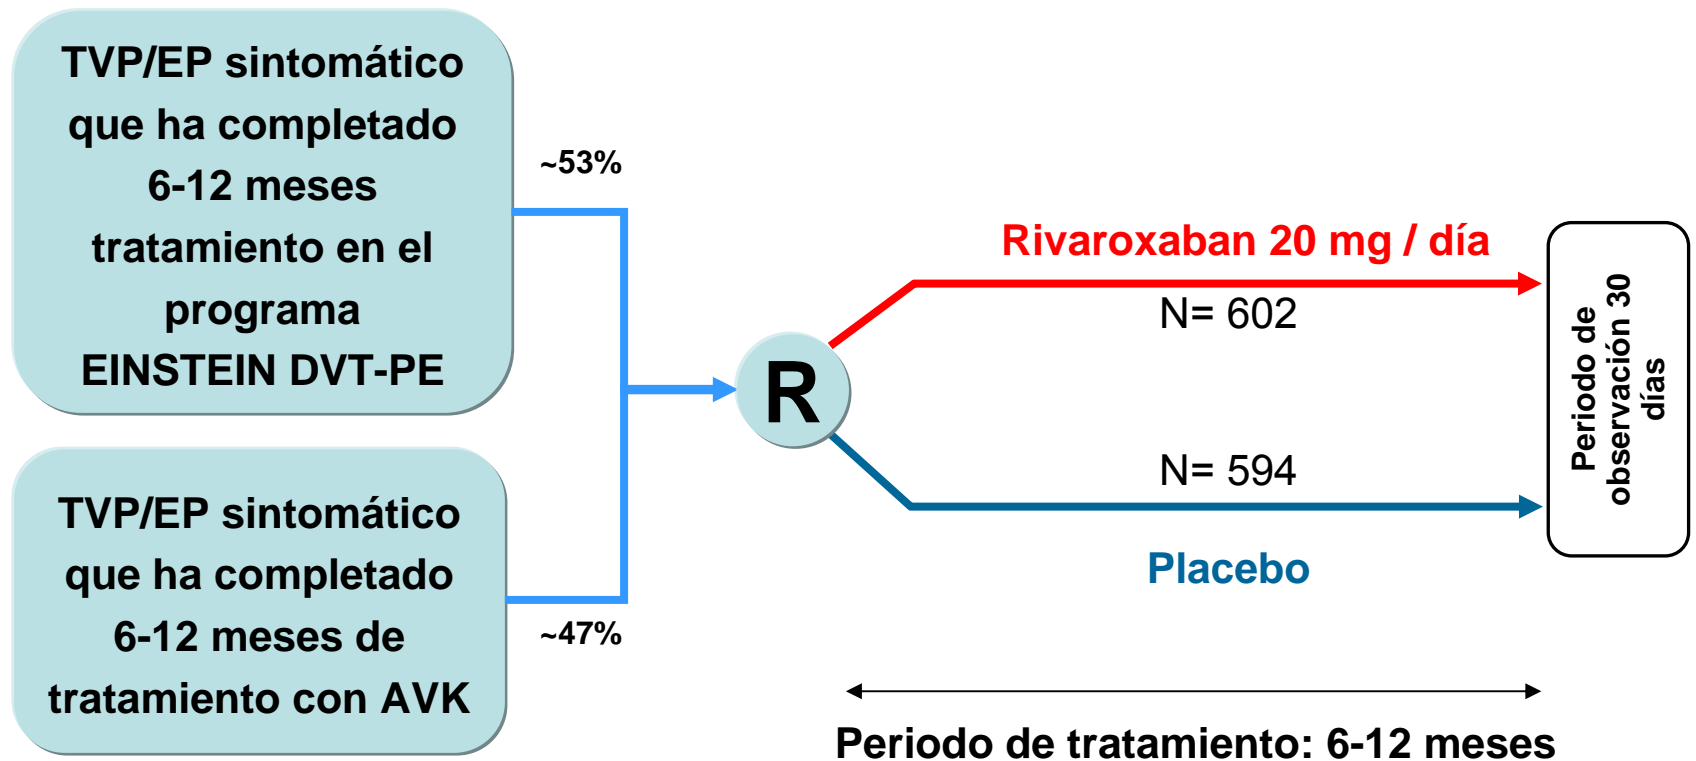 TVP/EP sintomático
que ha completado
6-12 meses
tratamiento en el
programa
EINSTEIN DVT-PE
~53%
TVP/EP sintomático
que ha completado
6-12 meses de
tratamiento con AVK
~47%
R
Rivaroxaban 20 mg / día
N= 602
N= 594
Placebo
Periodo de
observación 30
días
Periodo de tratamiento: 6-12 meses